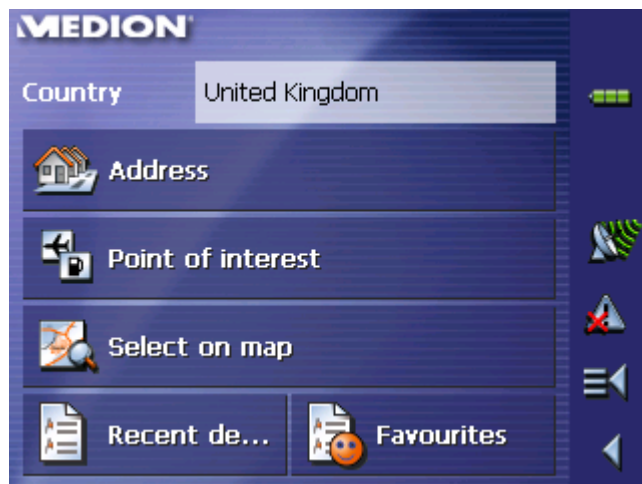 MEDION
Country United Kingdom
Address
Point of interest
Select on map
Recent de... Favourites